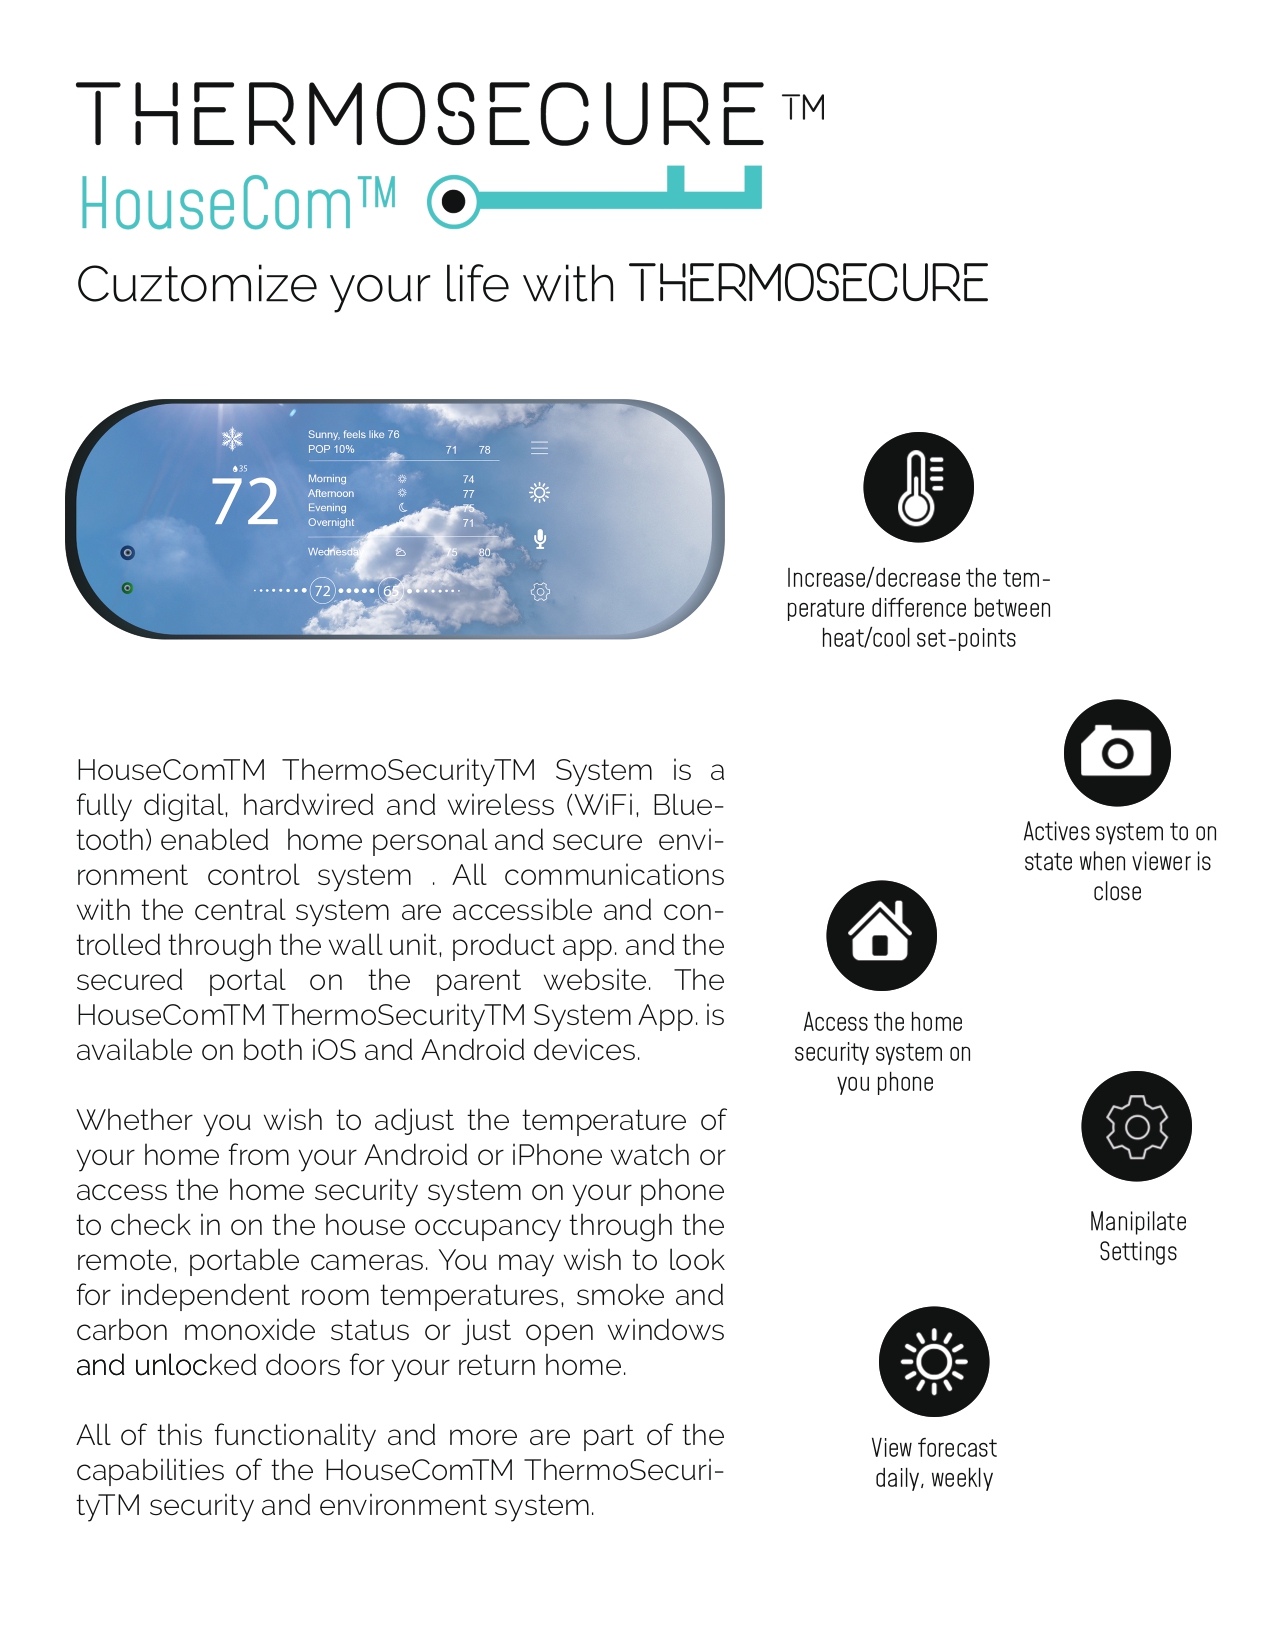 THERMOSECURE TM
HouseCom™
Cuztomize your life with THERMOSECURE
Sunny, feels like 76
POP 10% 71 78
35
72
Morning 74
Afternoon 77
Evening 75
Overnight 71
Wednesday 75 80
72 65
Increase/decrease the tem-
perature difference between
heat/cool set-points
Actives system to on
state when viewer is
close
Access the home
security system on
you phone
Manipilate
Settings
View forecast
daily, weekly
HouseComTM ThermoSecurityTM System is a
fully digital, hardwired and wireless (WiFi, Blue-
tooth) enabled home personal and secure envi-
ronment control system . All communications
with the central system are accessible and con-
trolled through the wall unit, product app. and the
secured portal on the parent website. The
HouseComTM ThermoSecurityTM System App. is
available on both iOS and Android devices.
Whether you wish to adjust the temperature of
your home from your Android or iPhone watch or
access the home security system on your phone
to check in on the house occupancy through the
remote, portable cameras. You may wish to look
for independent room temperatures, smoke and
carbon monoxide status or just open windows
and unlocked doors for your return home.
All of this functionality and more are part of the
capabilities of the HouseComTM ThermoSecuri-
tyTM security and environment system.